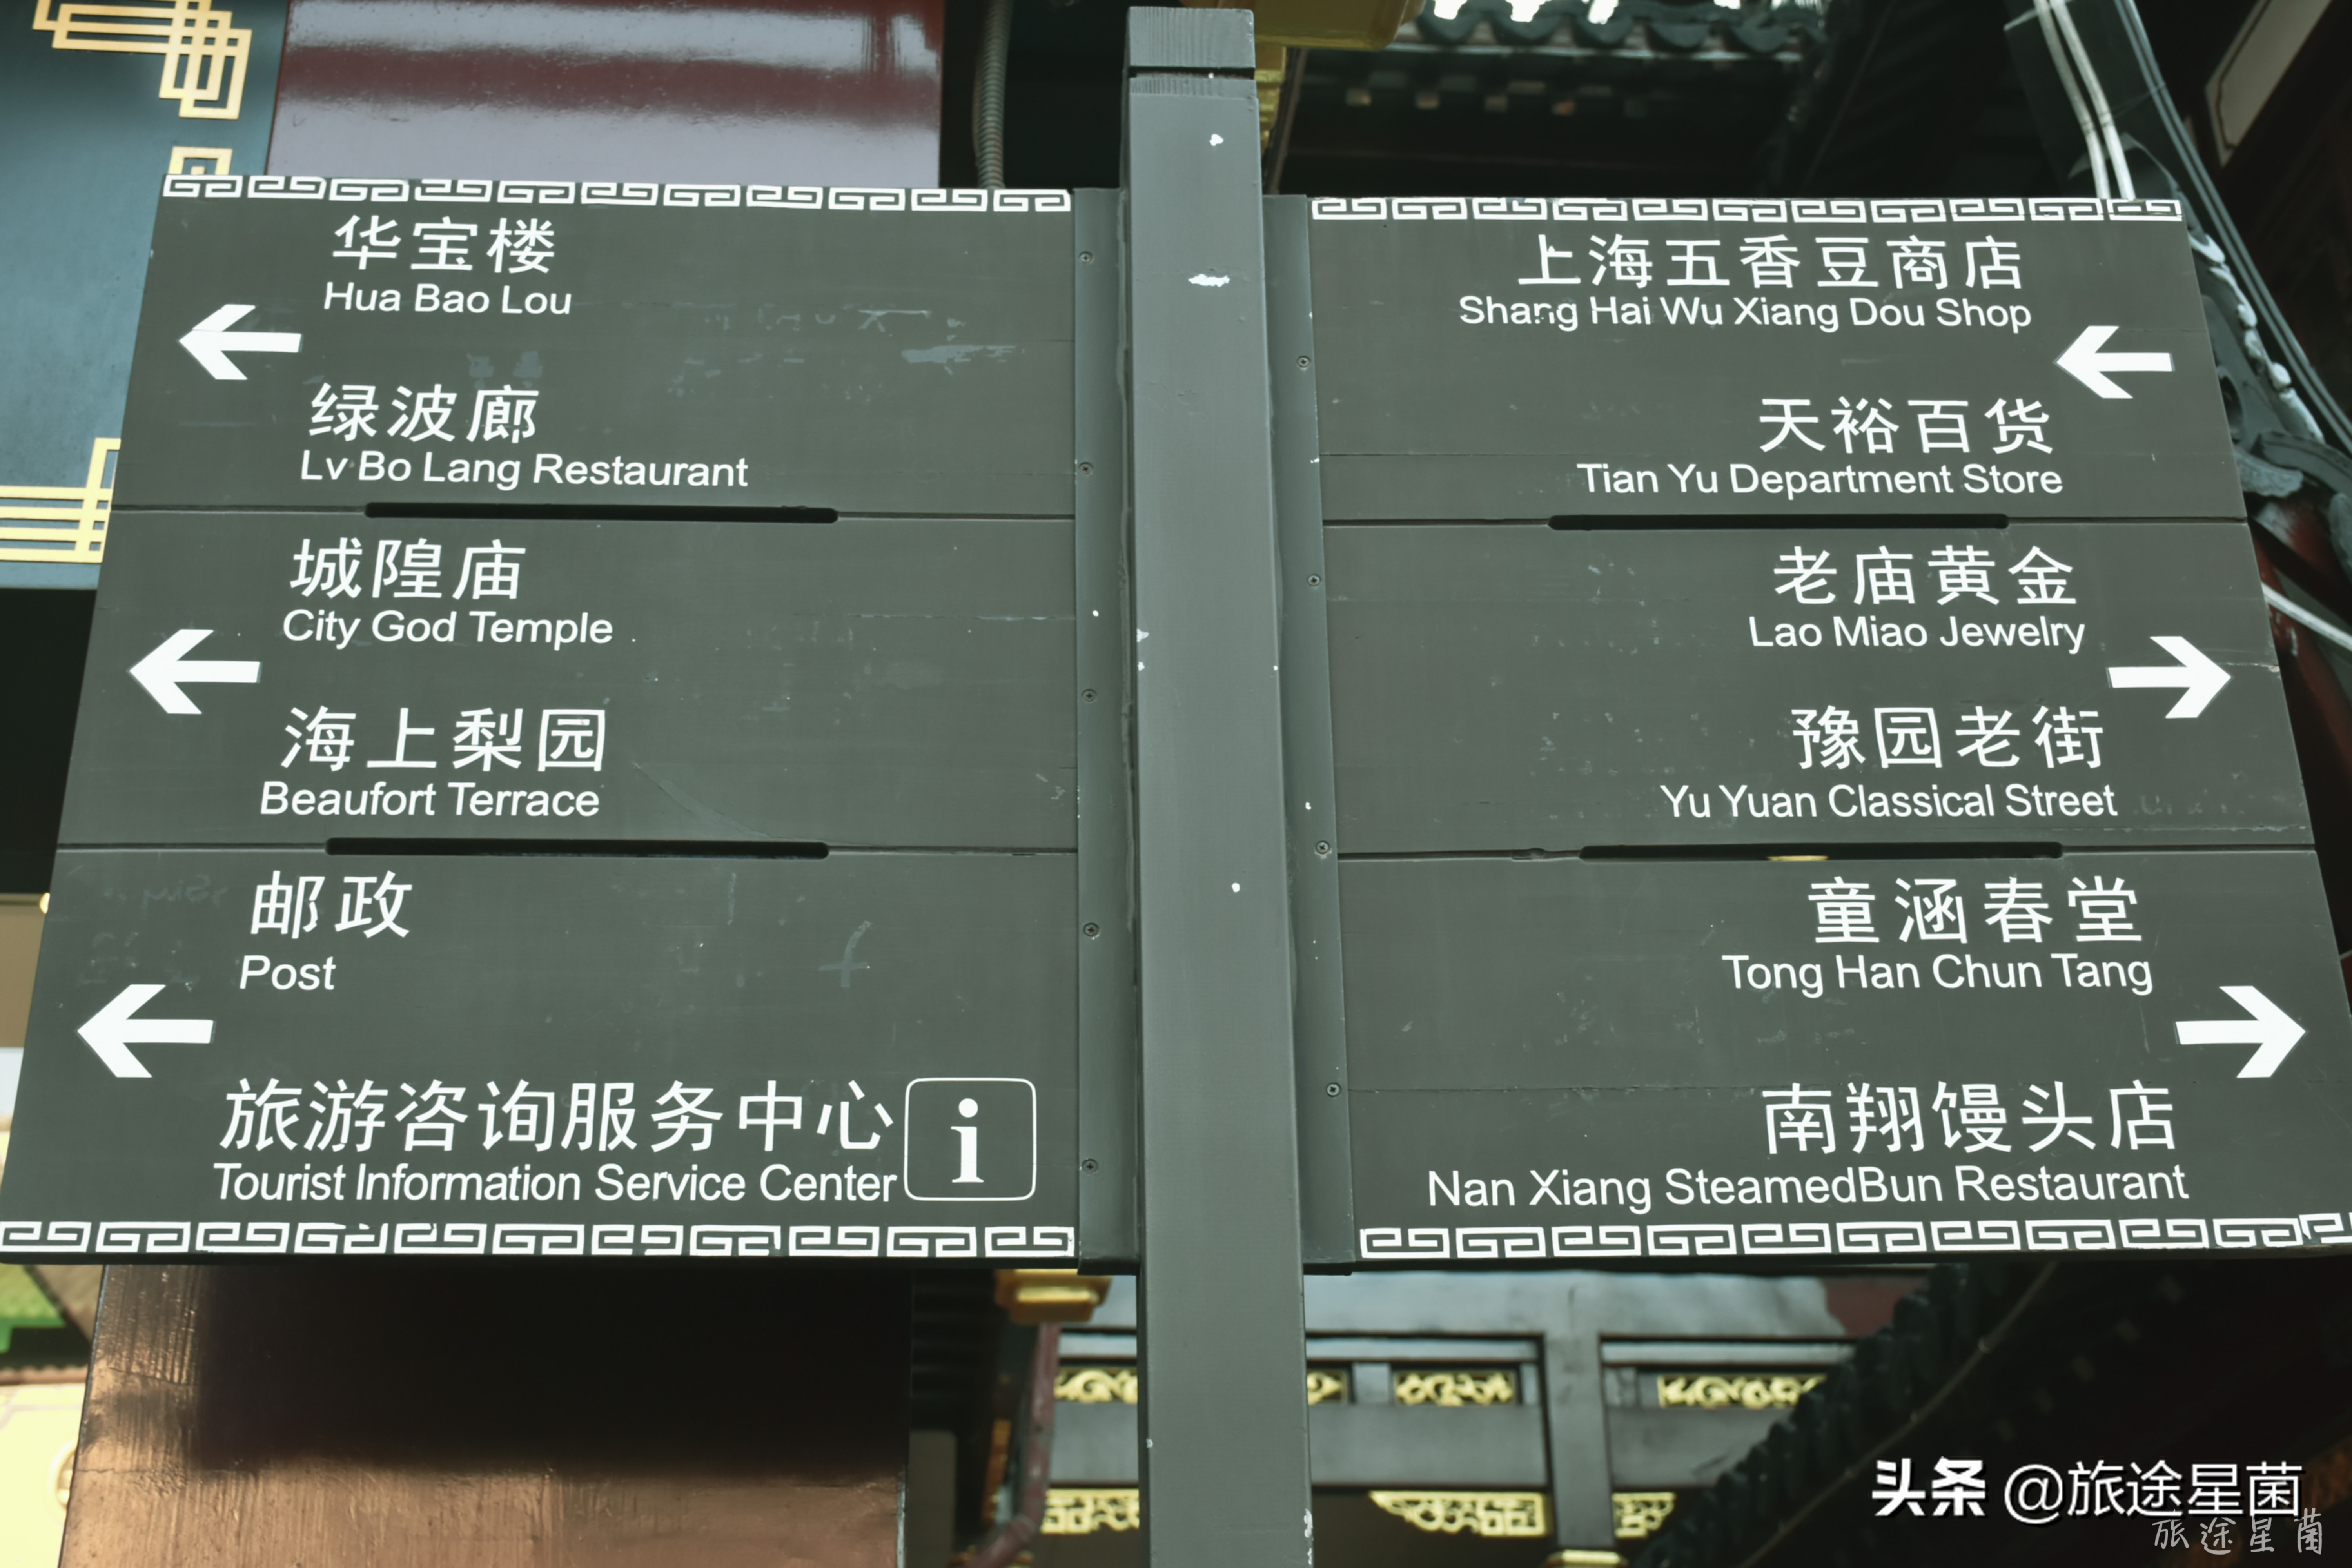 华宝楼
Hua Bao Lou
绿波廊
Lv Bo Lang Restaurant
城隍庙
City God Temple
海上梨园
Beaufort Terrace
邮政
Post
旅游咨询服务中心
Tourist Information Service Center
i
上海五香豆商店
Shang Hai Wu Xiang Dou Shop
天裕百货
Tian Yu Department Store
老庙黄金
Lao Miao Jewelry
豫园老街
Yu Yuan Classical Street
童涵春堂
Tong Han Chun Tang
南翔馒头店
Nan Xiang SteamedBun Restaurant
头条 @旅途星菌
旅途星菌